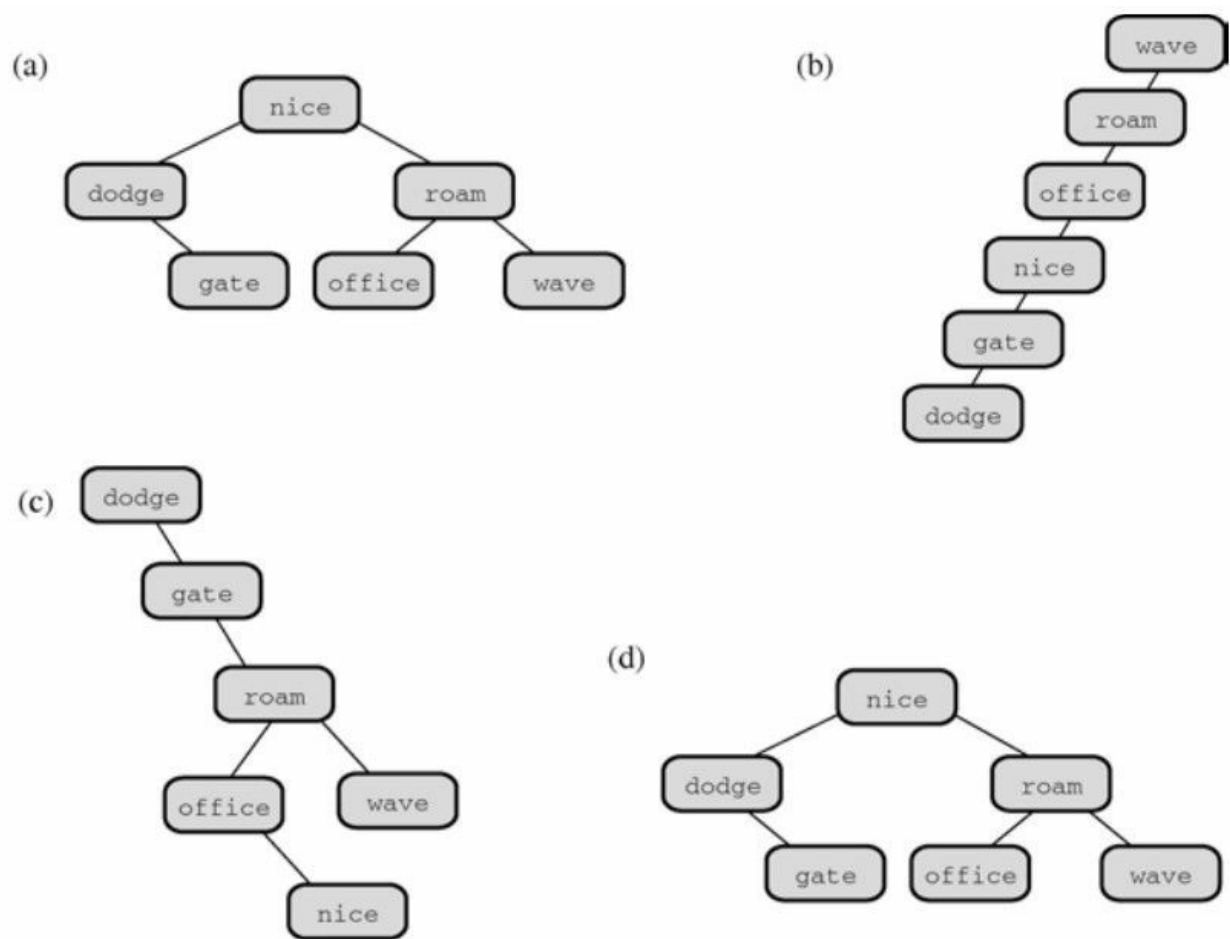 (a)
nice
dodge roam
gate office wave
(b)
wave
roam
office
nice
gate
dodge
(c)
dodge
gate
roam
office wave
nice
(d)
nice
dodge roam
gate office wave